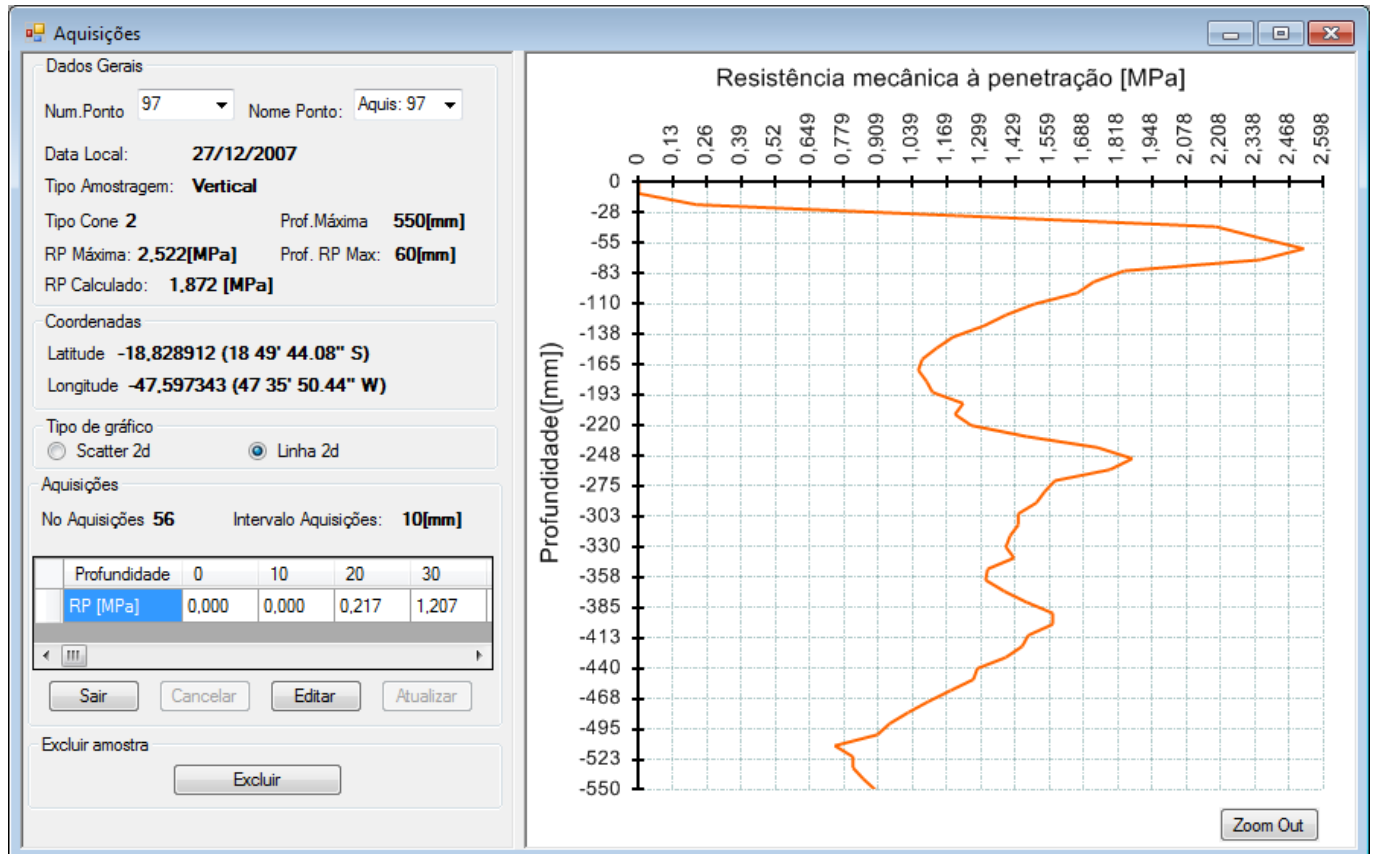 Aquisições
Dados Gerais
Num.Ponto 97 Nome Ponto: Aquis: 97
Data Local: 27/12/2007
Tipo Amostragem: Vertical
Tipo Cone 2 Prof.Máxima 550[mm]
RP Máxima: 2,522[MPa] Prof. RP Max: 60[mm]
RP Calculado: 1,872 [MPa]
Coordenadas
Latitude -18,828912 (18 49' 44.08" S)
Longitude -47,597343 (47 35' 50.44" W)
Tipo de gráfico
Scatter 2d Linha 2d
Aquisições
No Aquisições 56 Intervalo Aquisições: 10[mm]
Profundidade 0 10 20 30
RP [MPa] 0,000 0,000 0,217 1,207
Sair Cancelar Editar Atualizar
Excluir amostra
Excluir
Resistência mecânica à penetração [MPa]
0 0,13 0,26 0,39 0,52 0,649 0,779 0,909 1,039 1,169 1,299 1,429 1,559 1,688 1,818 1,948 2,078 2,208 2,338 2,468 2,598
Profundidade([mm])
0
-28
-55
-83
-110
-138
-165
-193
-220
-248
-275
-303
-330
-358
-385
-413
-440
-468
-495
-523
-550
Zoom Out